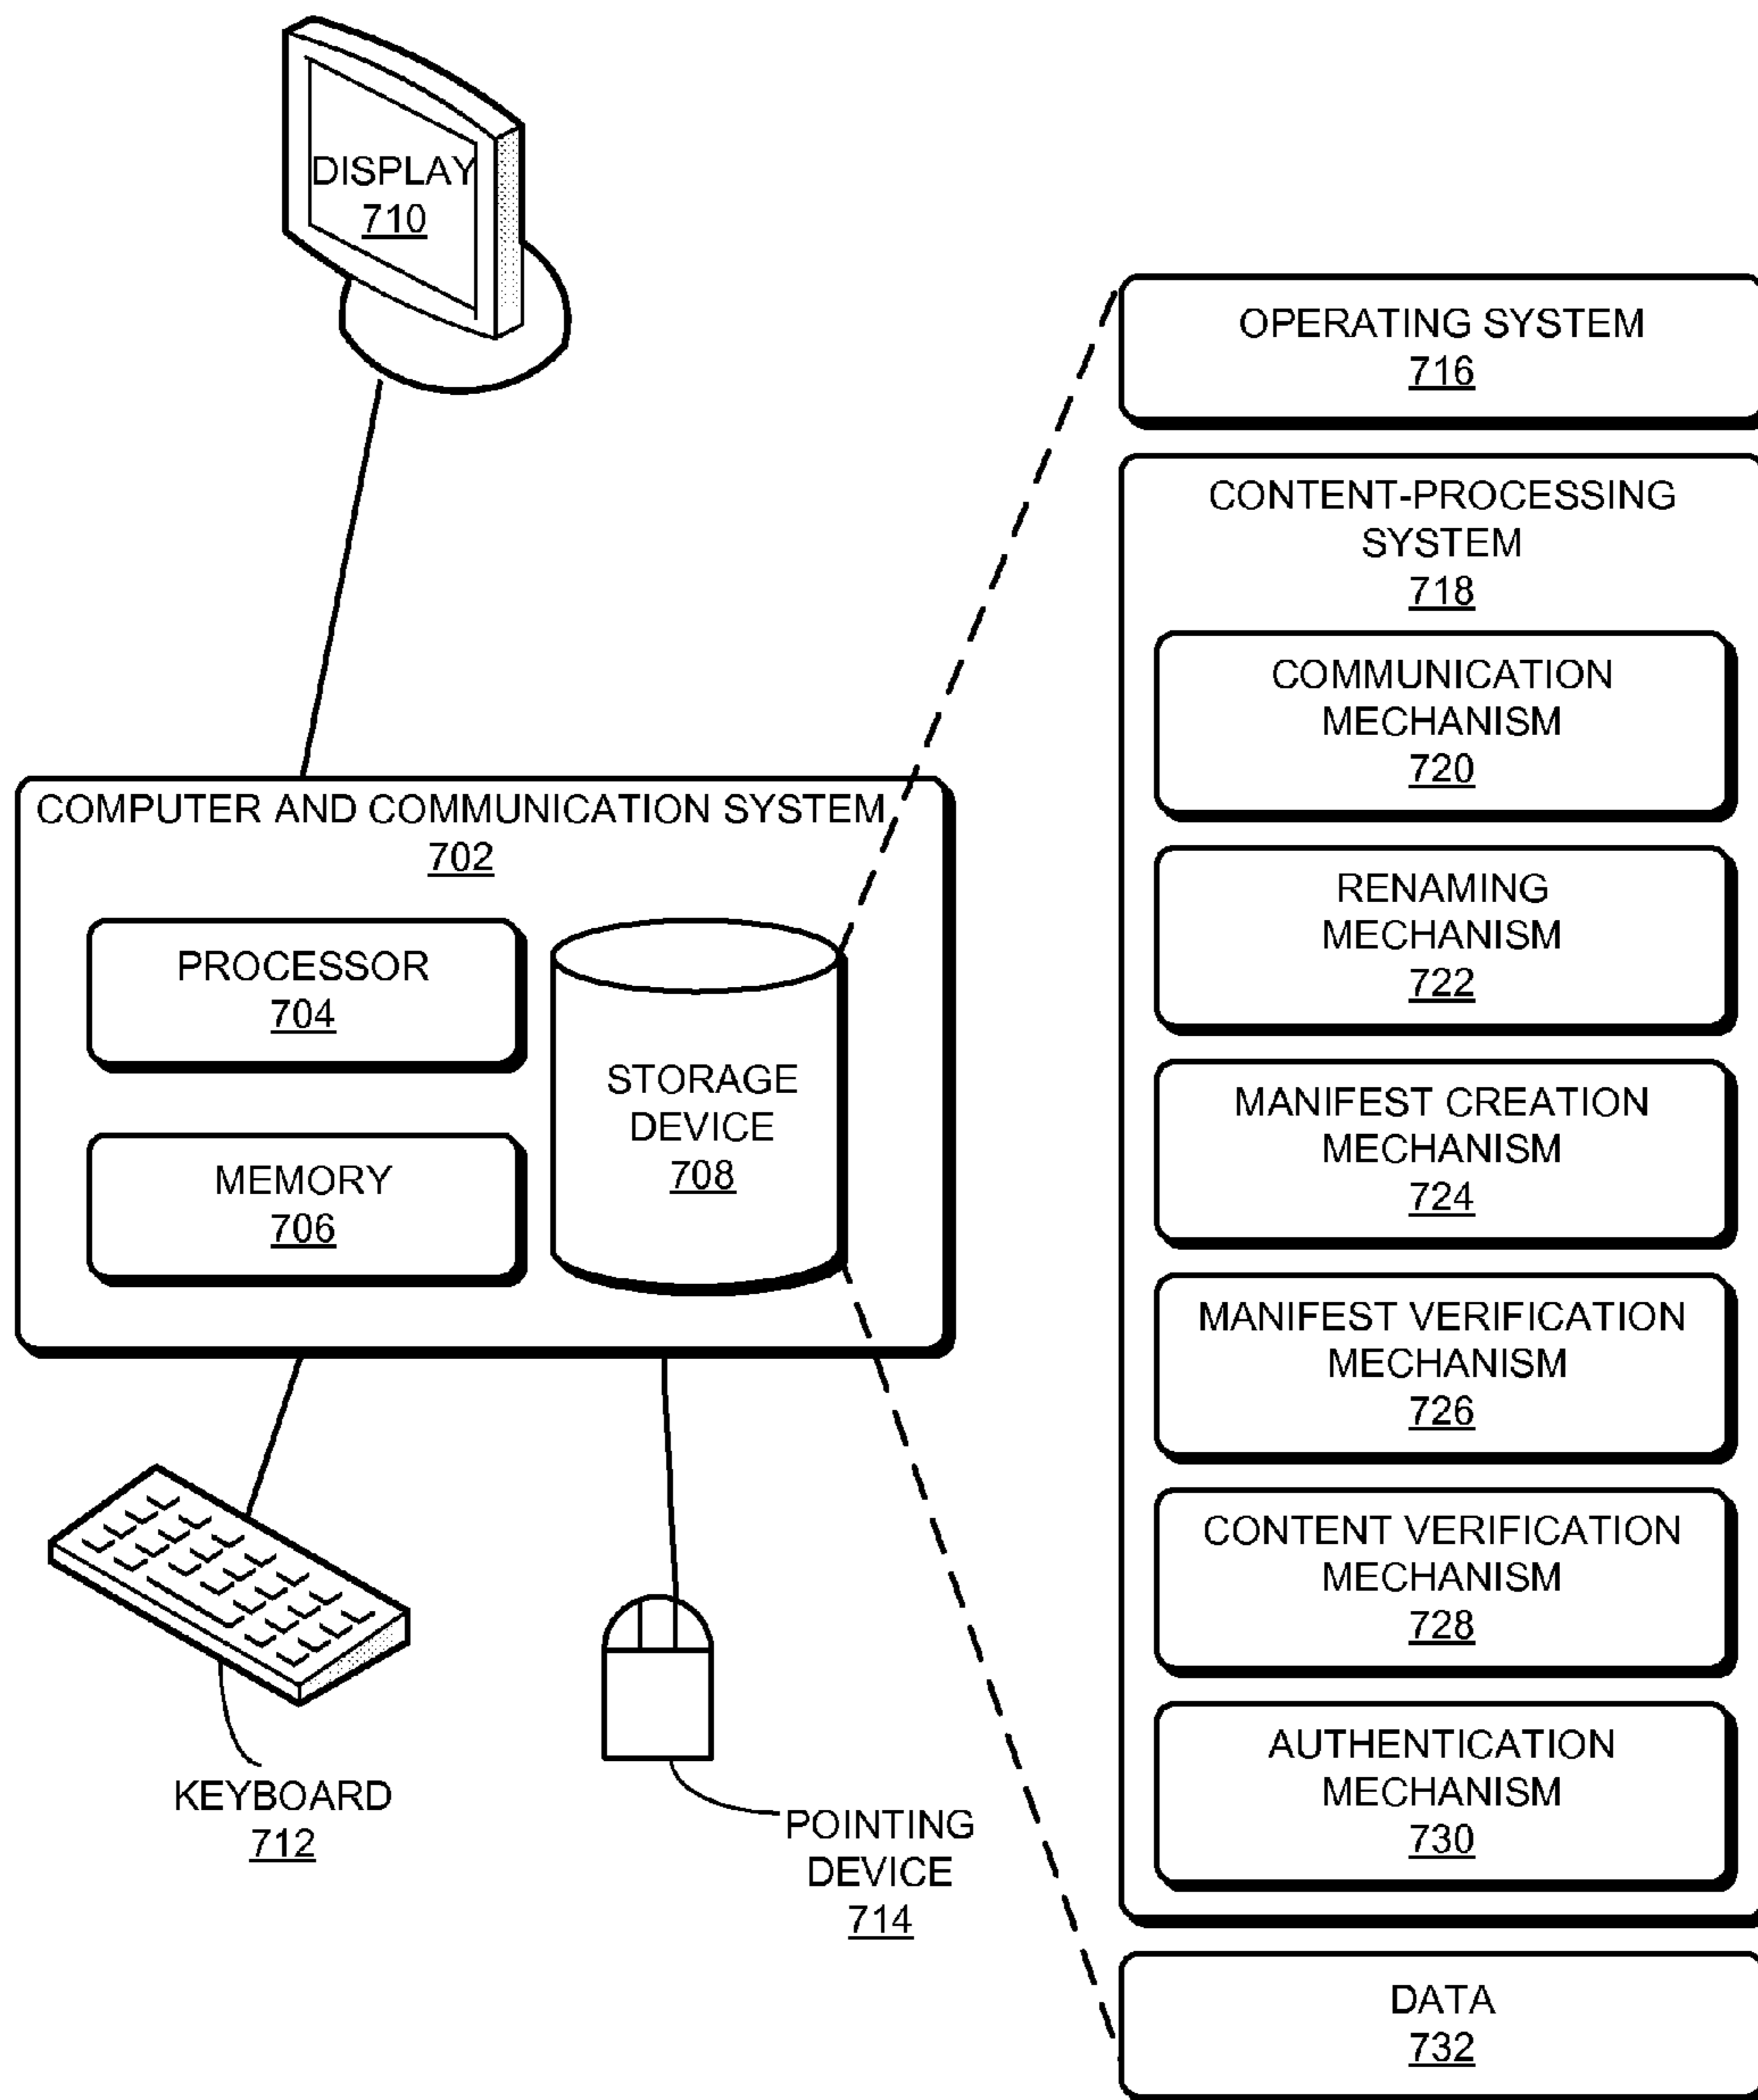 DISPLAY
710
COMPUTER AND COMMUNICATION SYSTEM
702
PROCESSOR
704
MEMORY
706
STORAGE
DEVICE
708
KEYBOARD
712
POINTING
DEVICE
714
OPERATING SYSTEM
716
CONTENT-PROCESSING
SYSTEM
718
COMMUNICATION
MECHANISM
720
RENAMING
MECHANISM
722
MANIFEST CREATION
MECHANISM
724
MANIFEST VERIFICATION
MECHANISM
726
CONTENT VERIFICATION
MECHANISM
728
AUTHENTICATION
MECHANISM
730
DATA
732